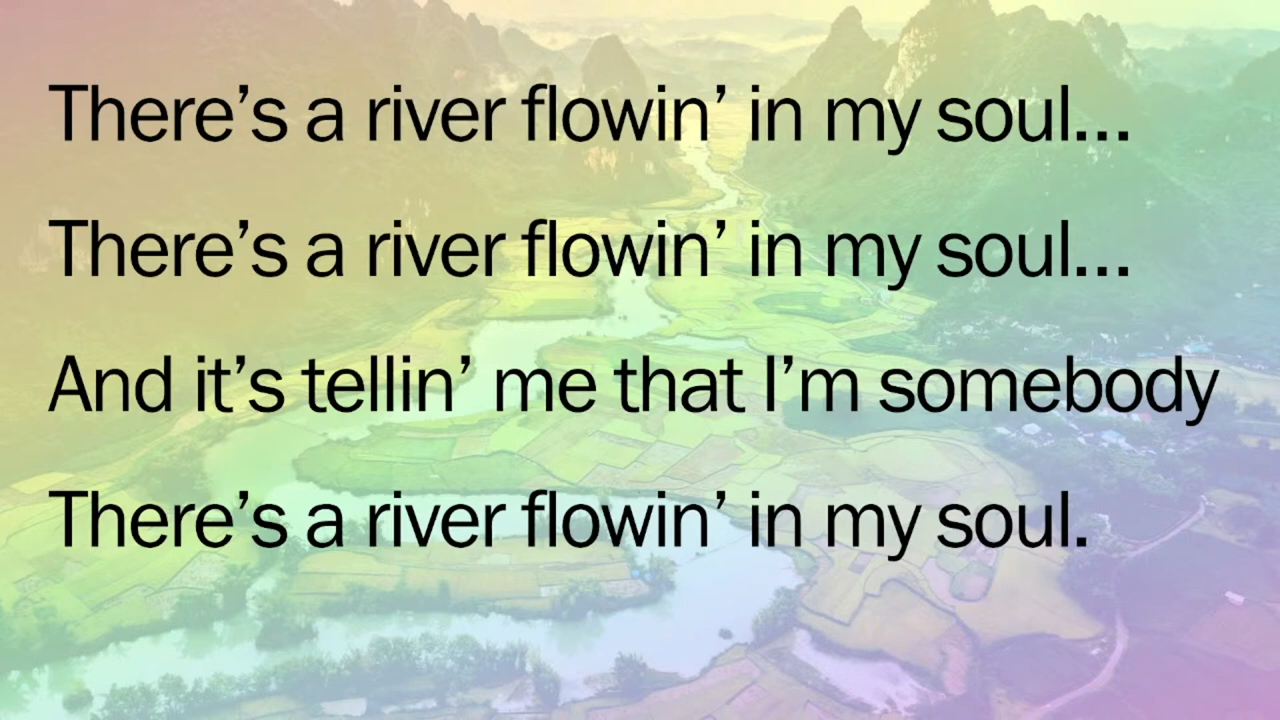 There’s a river flowin’ in my soul...
There’s a river flowin’ in my soul...
And it’s tellin’ me that I’m somebody
There’s a river flowin’ in my soul.